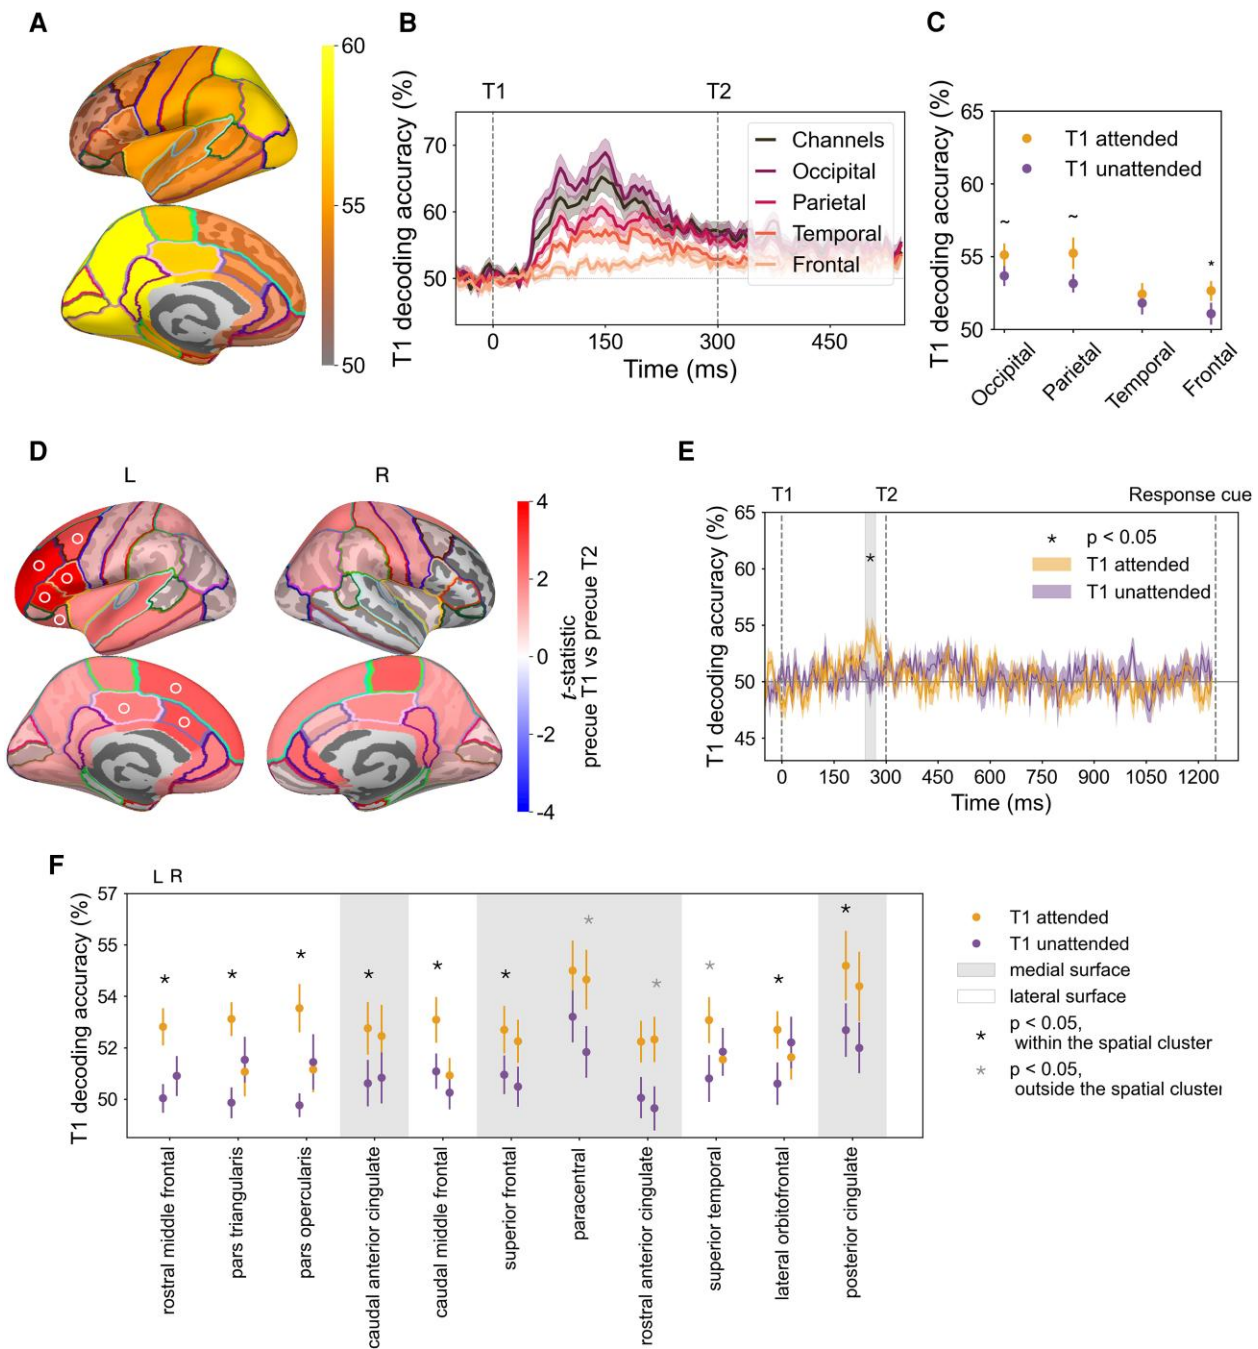 A
60
55
50
B
T1
T2
T1 decoding accuracy (%)
70
60
50
Channels
Occipital
Parietal
Temporal
Frontal
0
150
300
450
Time (ms)
C
T1 decoding accuracy (%)
65
60
55
50
T1 attended
T1 unattended
~
~
*
Occipital
Parietal
Temporal
Frontal
D
L
R
4
2
0
-2
-4
t-statistic
precue T1 vs precue T2
E
T1
T2
Response cue
T1 decoding accuracy (%)
65
60
55
50
45
* p < 0.05
T1 attended
T1 unattended
*
0
150
300
450
600
750
900
1050
1200
Time (ms)
F
L R
T1 decoding accuracy (%)
57
55
54
52
50
* * * * * * * * * * *
rostral middle frontal
pars triangularis
pars opercularis
caudal anterior cingulate
caudal middle frontal
superior frontal
paracentral
rostral anterior cingulate
superior temporal
lateral orbitofrontal
posterior cingulate
T1 attended
T1 unattended
medial surface
lateral surface
* p < 0.05,
within the spatial cluster
* p < 0.05,
outside the spatial cluster